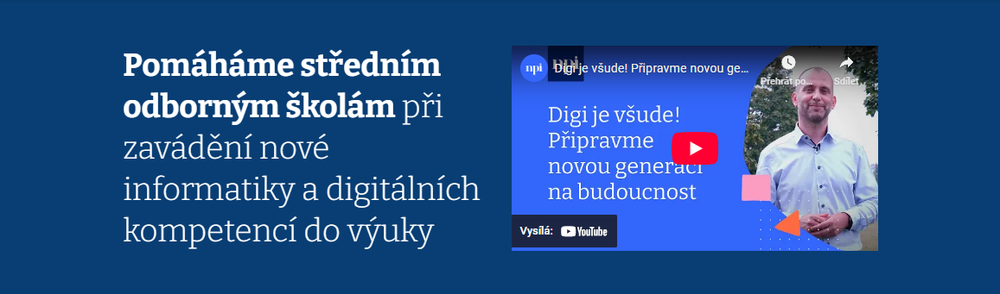 Pomáháme středním
odborným školám při
zavádění nové
informatiky a digitálních
kompetencí do výuky
npi
npi
Digi je všude! Připravme novou ge...
Přehrát po...
Sdílet
Digi je všude!
Připravme
novou generaci
na budoucnost
Vysílá: YouTube